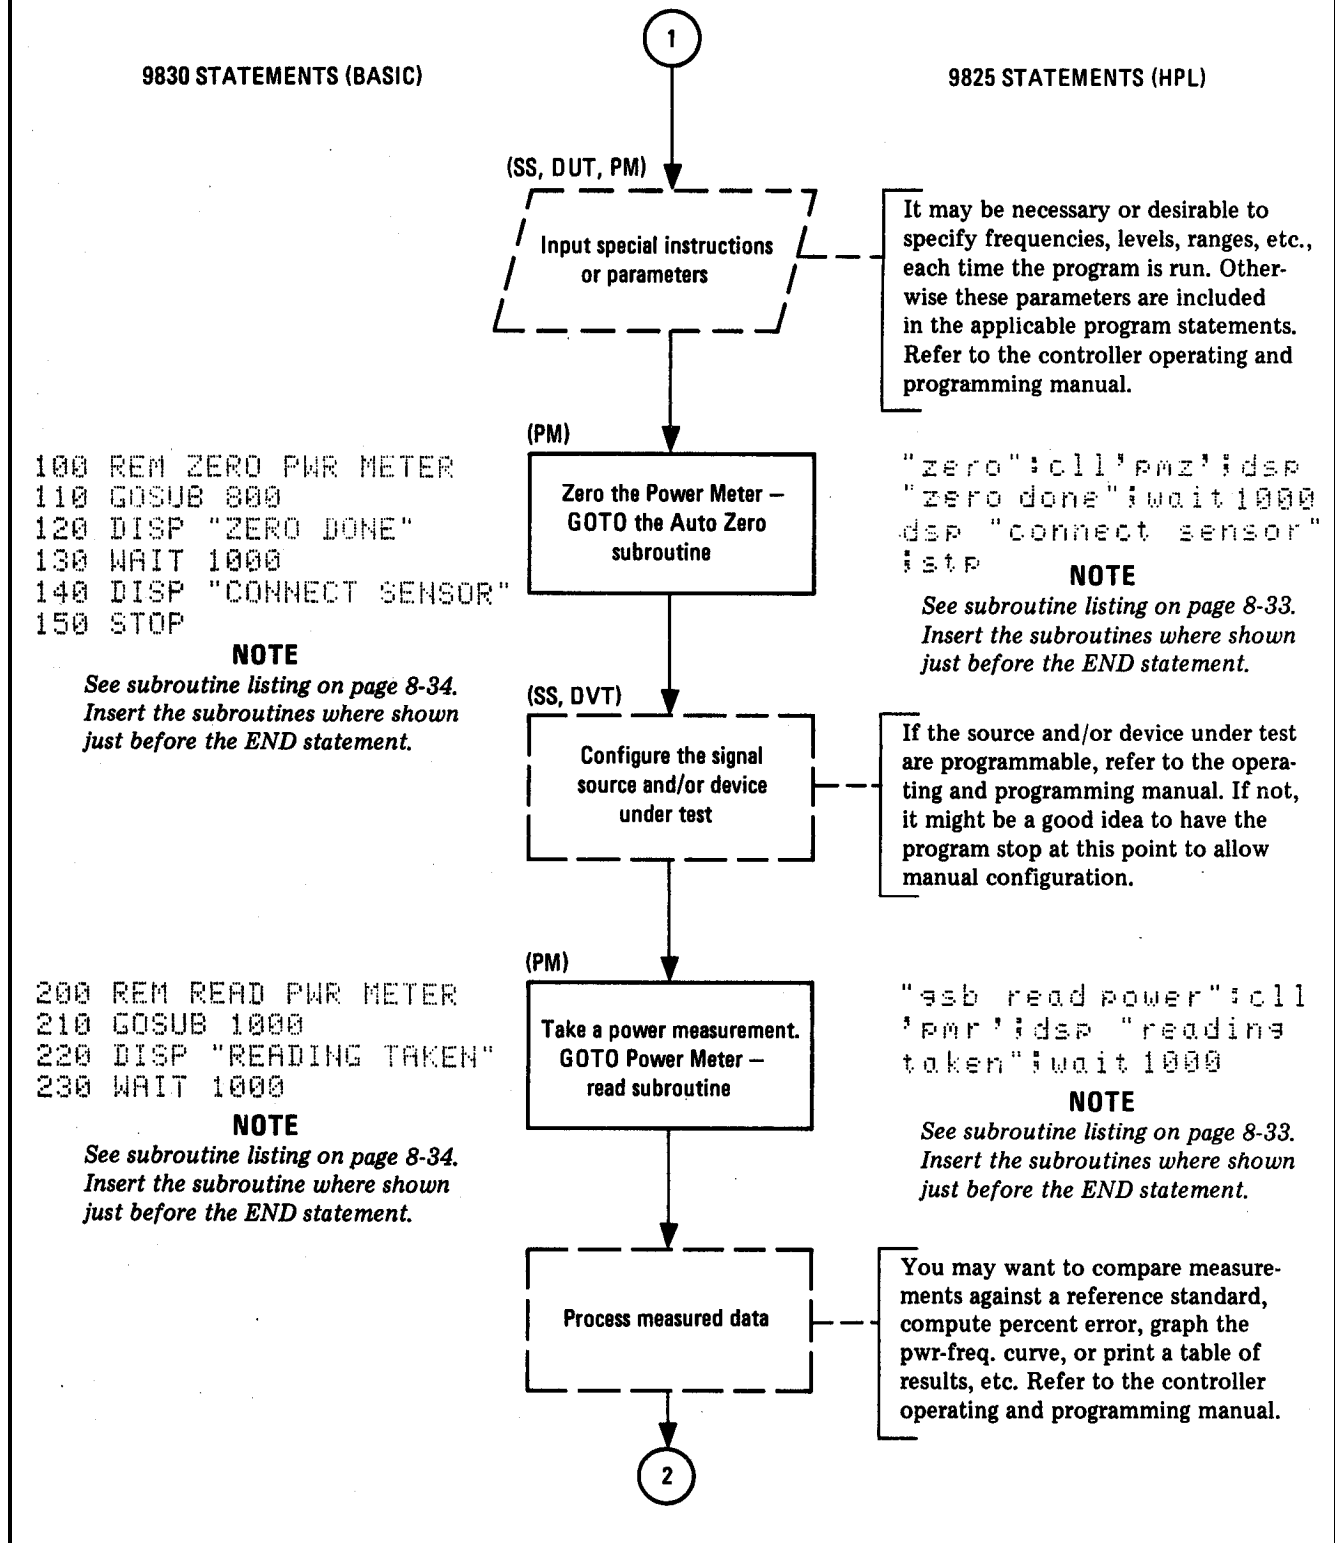 1
9830 STATEMENTS (BASIC)
9825 STATEMENTS (HPL)
(SS, DUT, PM)
Input special instructions
or parameters
It may be necessary or desirable to
specify frequencies, levels, ranges, etc.,
each time the program is run. Other-
wise these parameters are included
in the applicable program statements.
Refer to the controller operating and
programming manual.
100 REM ZERO PWR METER
110 GOSUB 800
120 DISP "ZERO DONE"
130 WAIT 1000
140 DISP "CONNECT SENSOR"
150 STOP
NOTE
See subroutine listing on page 8-34.
Insert the subroutines where shown
just before the END statement.
(PM)
Zero the Power Meter –
GOTO the Auto Zero
subroutine
"zero":cll'pmz';dsp
"zero done";wait 1000
dsp "connect sensor"
;stp
NOTE
See subroutine listing on page 8-33.
Insert the subroutines where shown
just before the END statement.
(SS, DVT)
Configure the signal
source and/or device
under test
If the source and/or device under test
are programmable, refer to the opera-
ting and programming manual. If not,
it might be a good idea to have the
program stop at this point to allow
manual configuration.
200 REM READ PWR METER
210 GOSUB 1000
220 DISP "READING TAKEN"
230 WAIT 1000
NOTE
See subroutine listing on page 8-34.
Insert the subroutine where shown
just before the END statement.
(PM)
Take a power measurement.
GOTO Power Meter –
read subroutine
"gsb read power":cll
'pmr';dsp "reading
taken";wait 1000
NOTE
See subroutine listing on page 8-33.
Insert the subroutines where shown
just before the END statement.
Process measured data
You may want to compare measure-
ments against a reference standard,
compute percent error, graph the
pwr-freq. curve, or print a table of
results, etc. Refer to the controller
operating and programming manual.
2